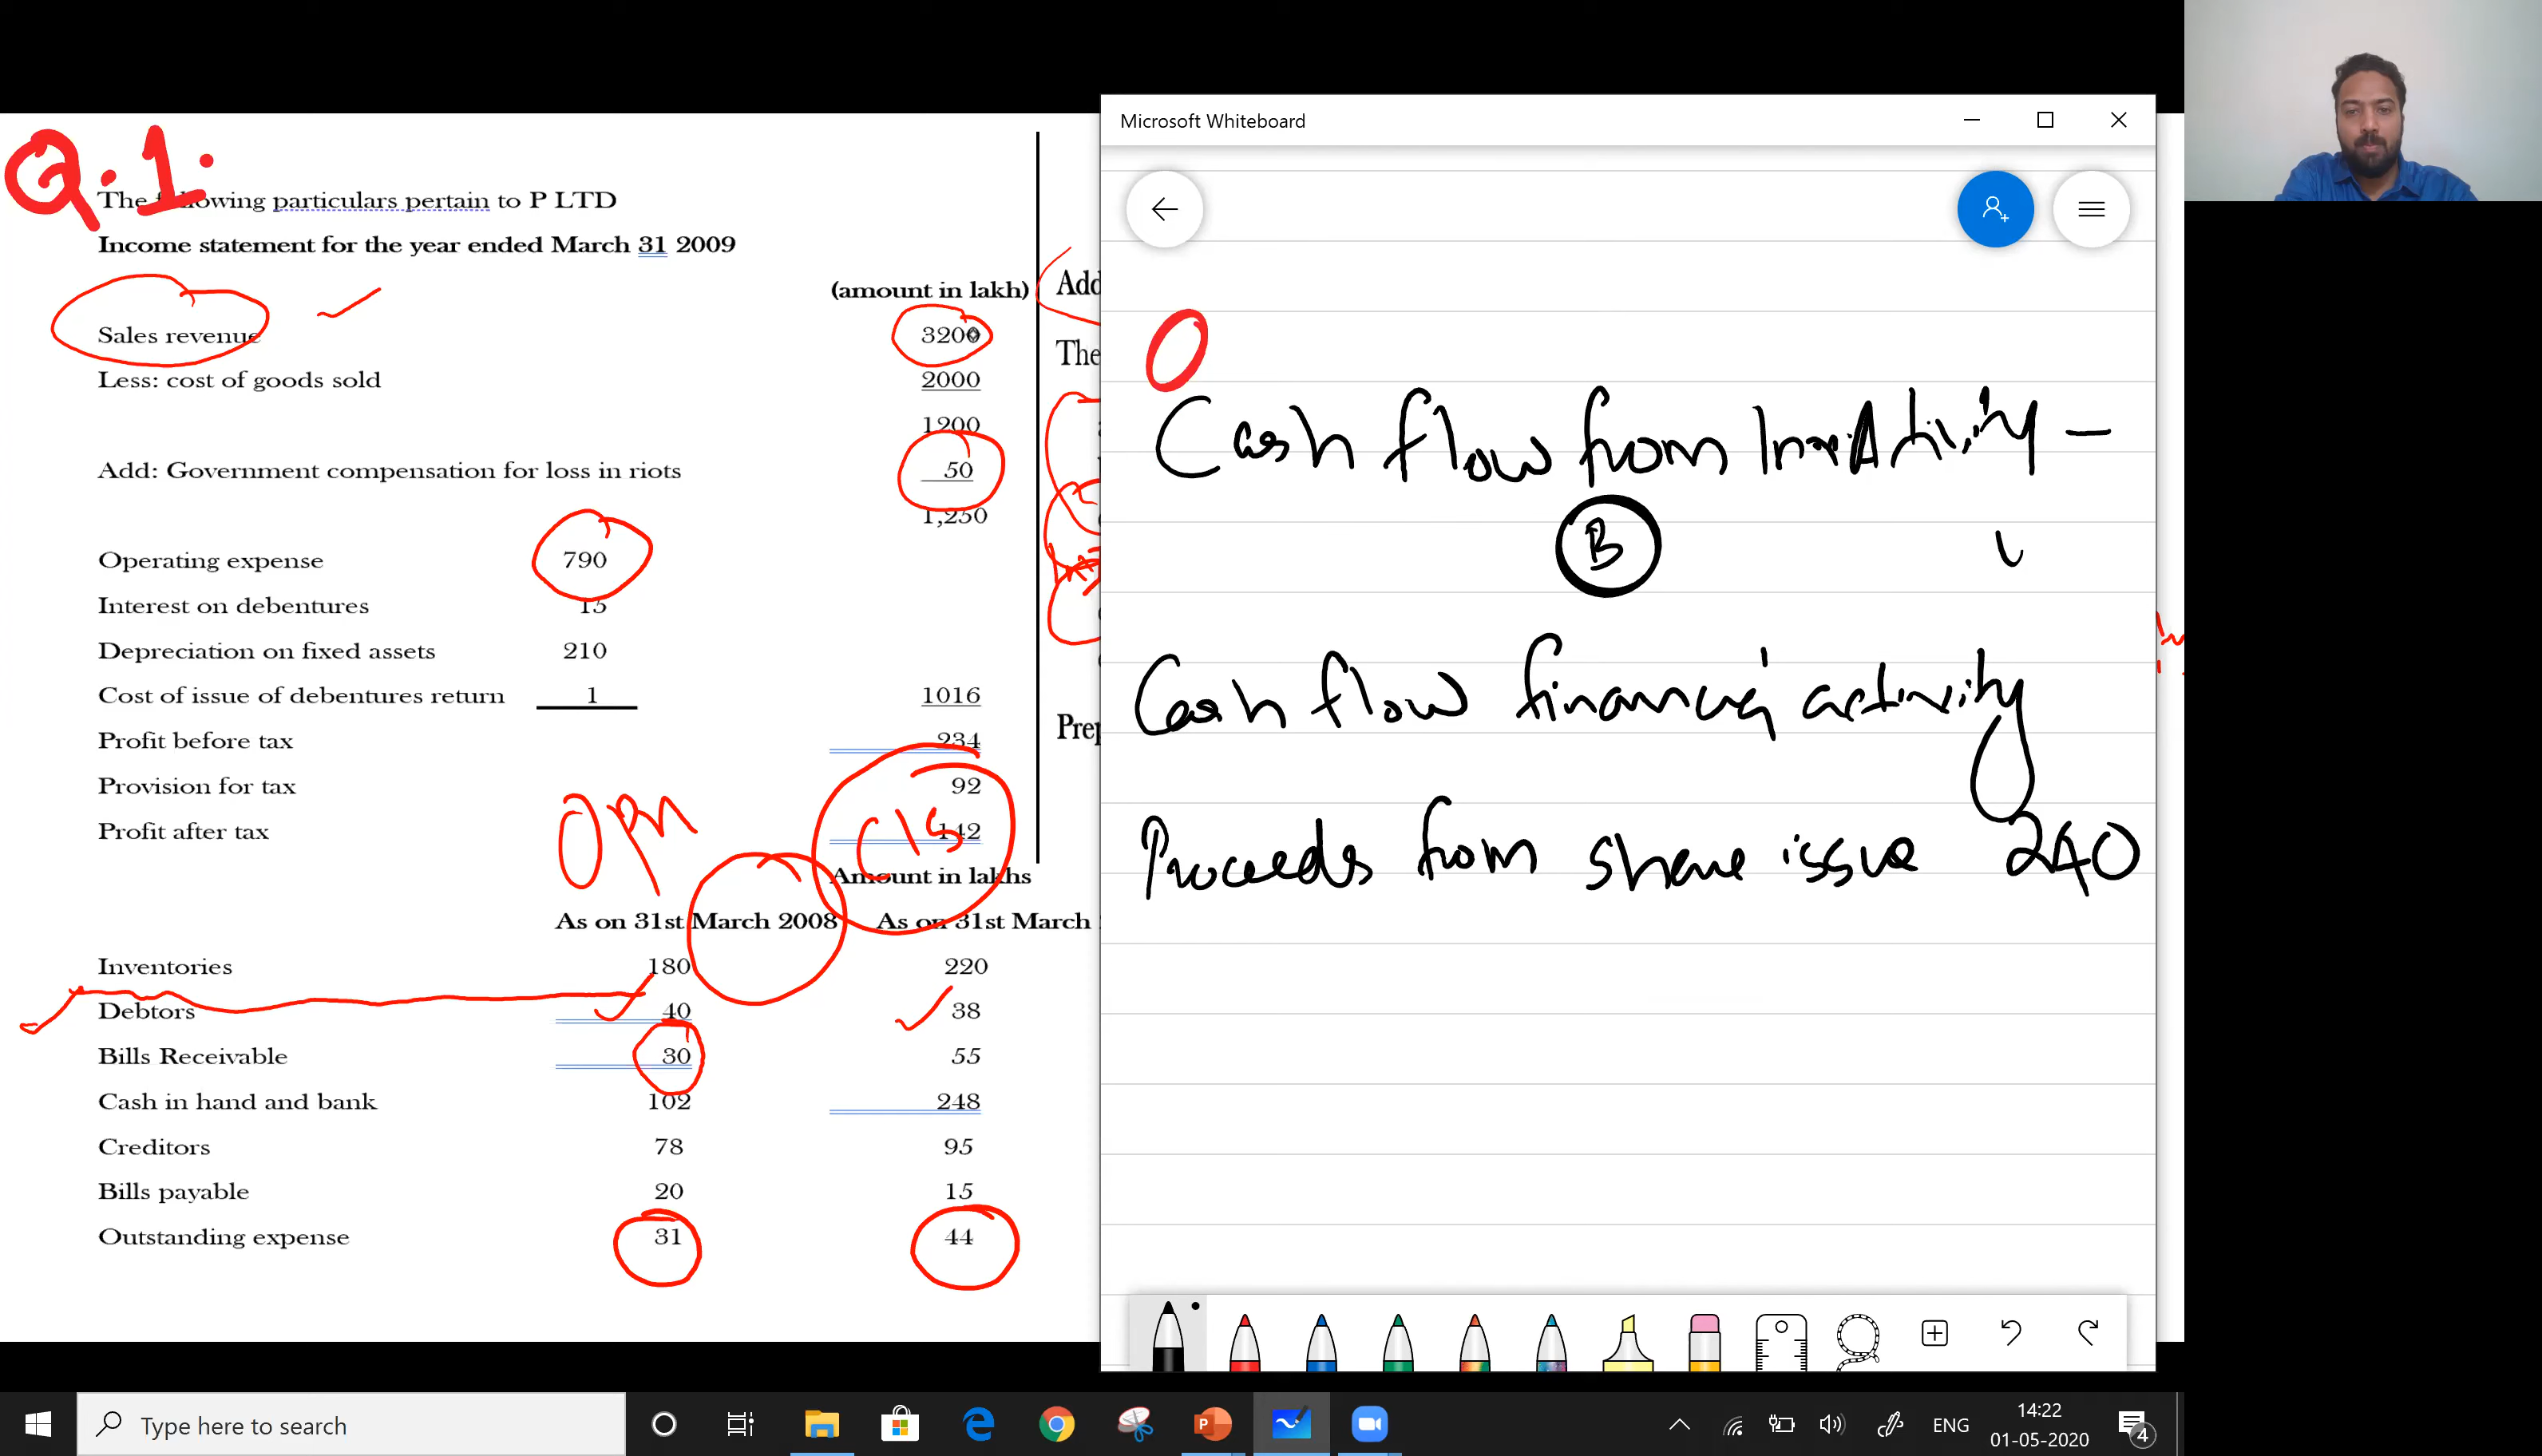 Q.1.
The following particulars pertain to P LTD
Income statement for the year ended March 31 2009
(amount in lakh)
Sales revenue 3200
Less: cost of goods sold 2000
1200
Add: Government compensation for loss in riots 50
1,250
Operating expense 790
Interest on debentures 15
Depreciation on fixed assets 210
Cost of issue of debentures return 1 1016
Profit before tax 234
Provision for tax 92
Profit after tax 142
Opn
Cls
Amount in lakhs
As on 31st March 2008 As on 31st March
Inventories 180 220
Debtors 40 38
Bills Receivable 30 55
Cash in hand and bank 102 248
Creditors 78 95
Bills payable 20 15
Outstanding expense 31 44
Add
The
Prep
Microsoft Whiteboard
Cash flow from Activity –
B
Cash flow financing activity
Proceeds from share issue 240
Type here to search
ENG
14:22
01-05-2020
4